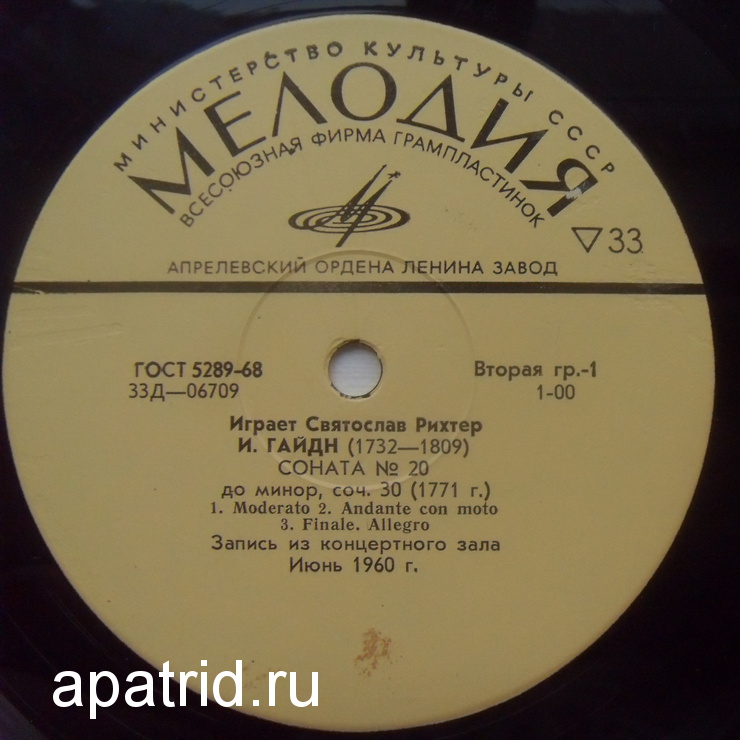 МИНИСТЕРСТВО КУЛЬТУРЫ СССР
МЕЛОДИЯ
ВСЕСОЮЗНАЯ ФИРМА ГРАМПЛАСТИНОК
▽33
АПРЕЛЕВСКИЙ ОРДЕНА ЛЕНИНА ЗАВОД
ГОСТ 5289-68
33Д—06709
Вторая гр.-1
1-00
Играет Святослав Рихтер
И. ГАЙДН (1732—1809)
СОНАТА № 20
до минор, соч. 30 (1771 г.)
1. Moderato 2. Andante con moto
3. Finale. Allegro
Запись из концертного зала
Июнь 1960 г.
apatrid.ru